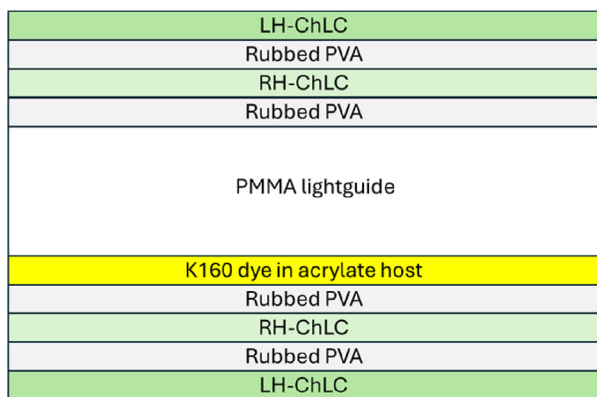 LH-ChLC
Rubbed PVA
RH-ChLC
Rubbed PVA
PMMA lightguide
K160 dye in acrylate host
Rubbed PVA
RH-ChLC
Rubbed PVA
LH-ChLC